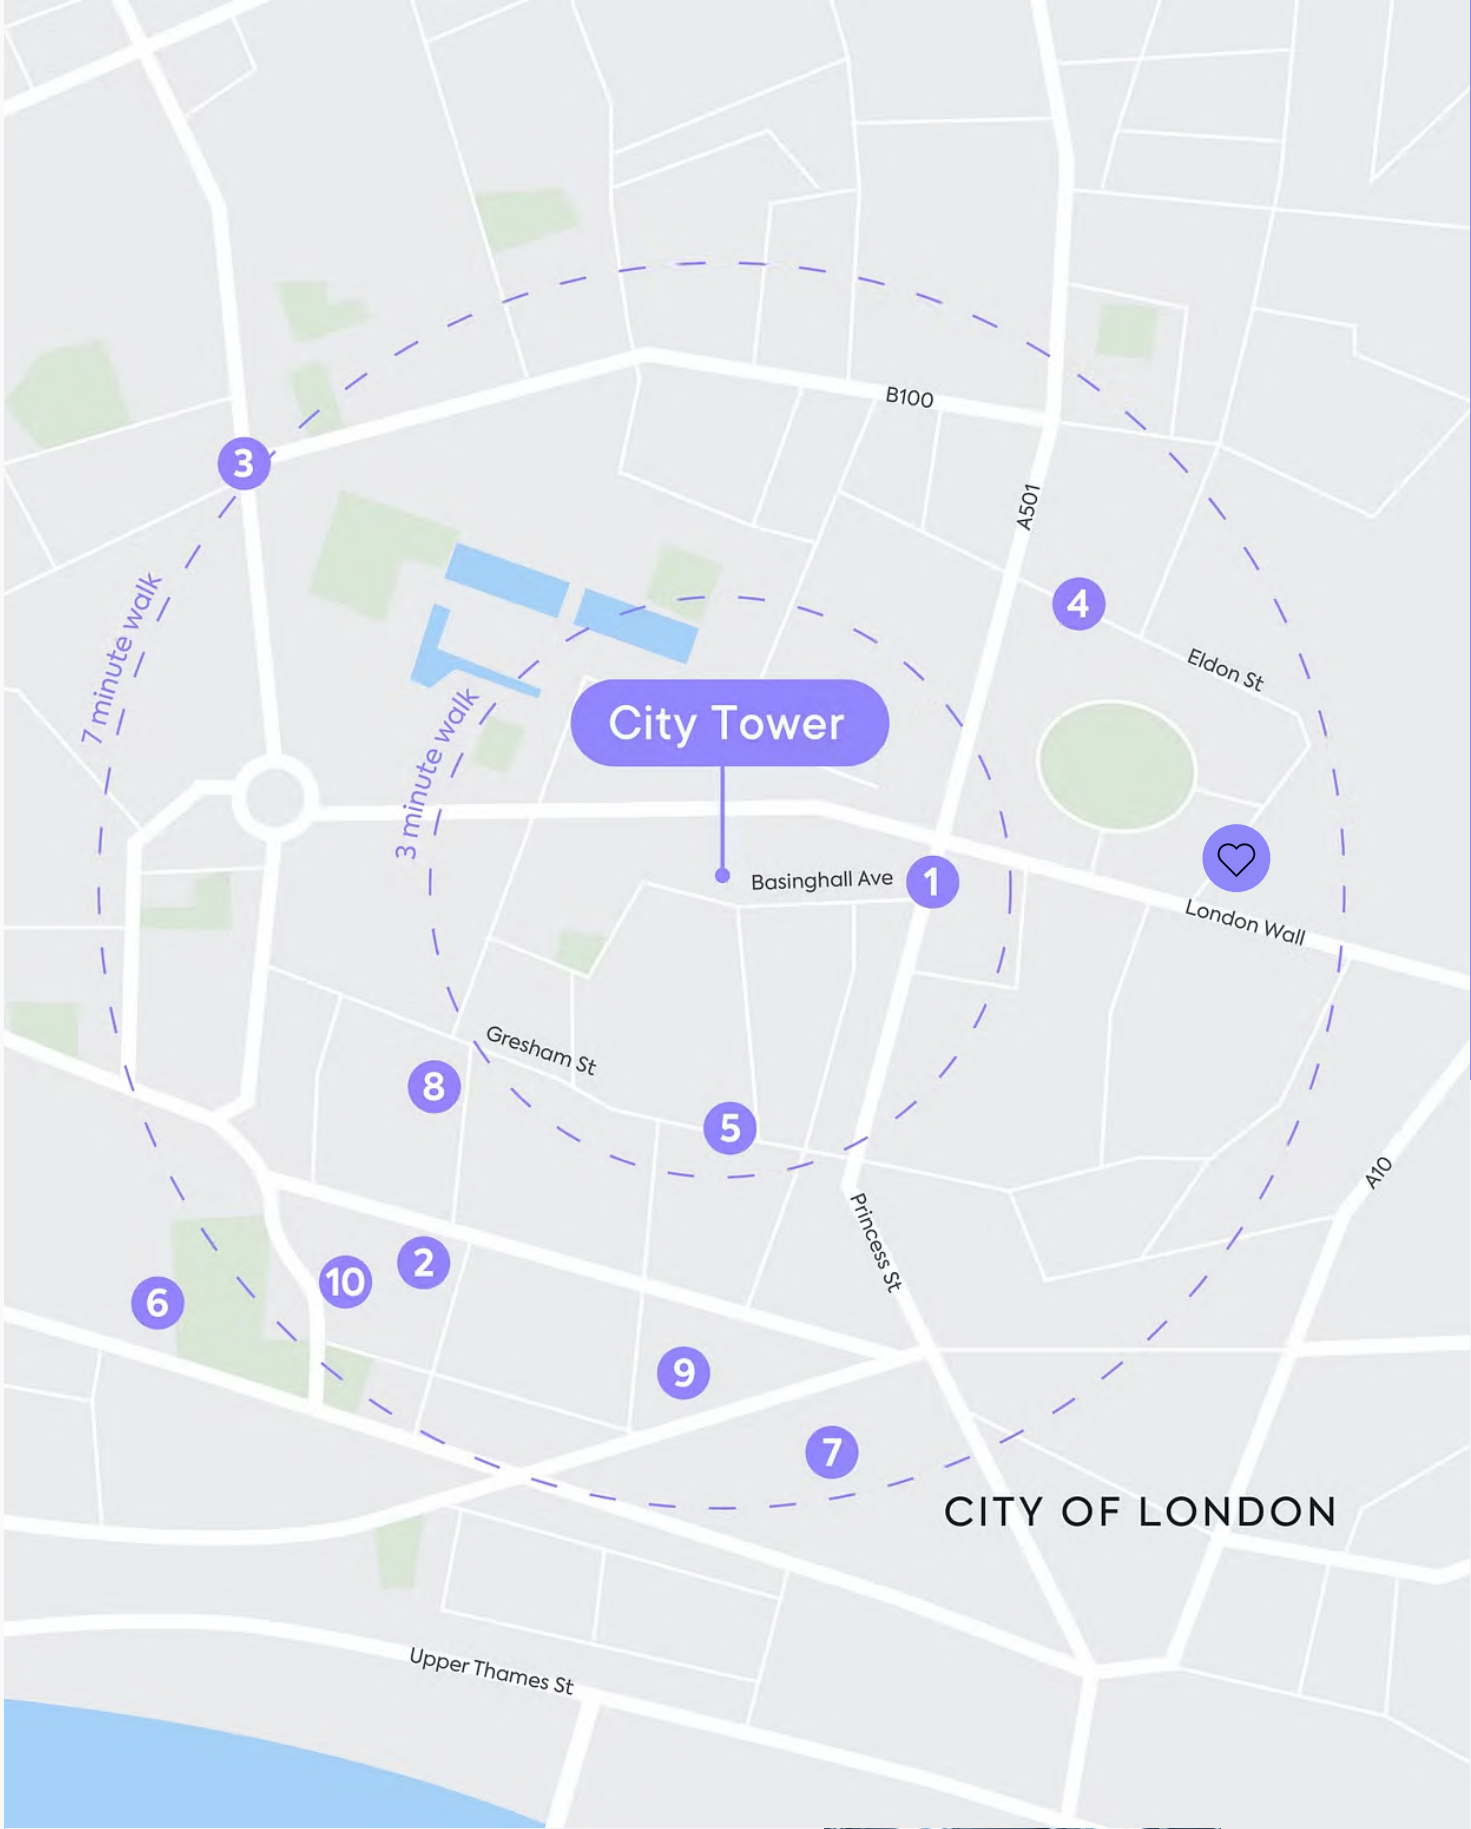 B100
3
A501
7 minute walk
4
Eldon St
3 minute walk
City Tower
Basinghall Ave
1
London Wall
Gresham St
8
5
A10
Princess St
2
10
6
9
7
CITY OF LONDON
Upper Thames St